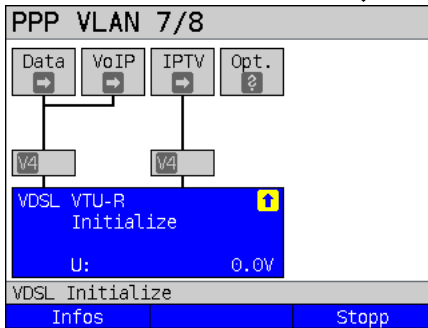 PPP VLAN 7/8
Data VoIP IPTV Opt.
?
V4 V4
VDSL VTU-R
Initialize
U: 0.0V
VDSL Initialize
Infos Stopp